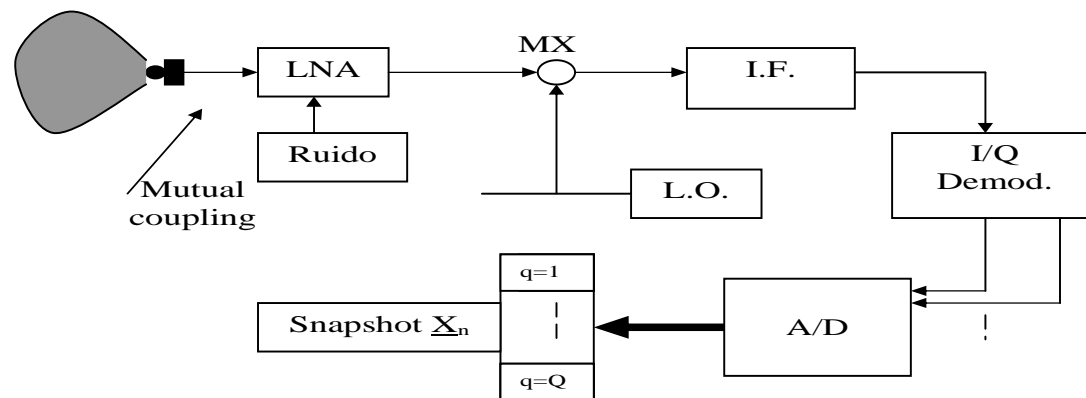 MX
LNA
I.F.
Ruido
I/Q
Demod.
Mutual
coupling
L.O.
q=1
Snapshot Xn
A/D
q=Q